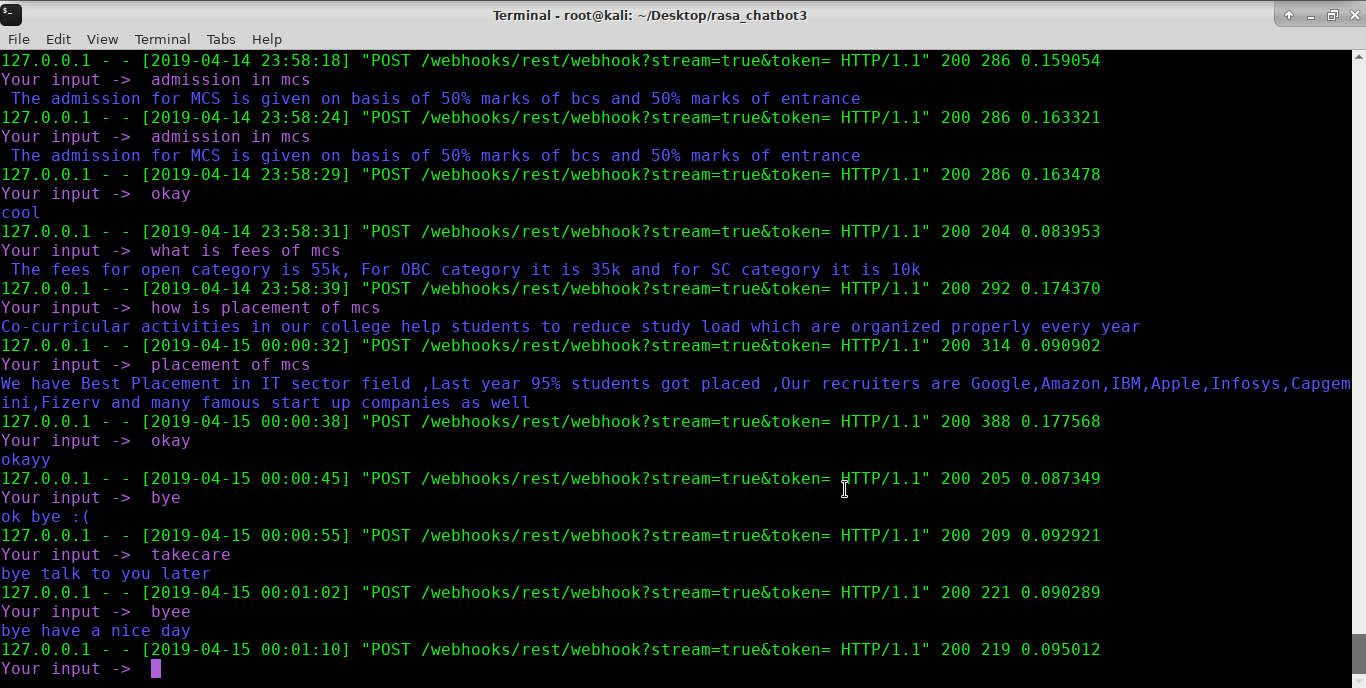 Terminal - root@kali: ~/Desktop/rasa_chatbot3
File Edit View Terminal Tabs Help
127.0.0.1 - - [2019-04-14 23:58:18] "POST /webhooks/rest/webhook?stream=true&token= HTTP/1.1" 200 286 0.159054
Your input ->  admission in mcs
 The admission for MCS is given on basis of 50% marks of bcs and 50% marks of entrance
127.0.0.1 - - [2019-04-14 23:58:24] "POST /webhooks/rest/webhook?stream=true&token= HTTP/1.1" 200 286 0.163321
Your input ->  admission in mcs
 The admission for MCS is given on basis of 50% marks of bcs and 50% marks of entrance
127.0.0.1 - - [2019-04-14 23:58:29] "POST /webhooks/rest/webhook?stream=true&token= HTTP/1.1" 200 286 0.163478
Your input ->  okay
cool
127.0.0.1 - - [2019-04-14 23:58:31] "POST /webhooks/rest/webhook?stream=true&token= HTTP/1.1" 200 204 0.083953
Your input ->  what is fees of mcs
 The fees for open category is 55k, For OBC category it is 35k and for SC category it is 10k
127.0.0.1 - - [2019-04-14 23:58:39] "POST /webhooks/rest/webhook?stream=true&token= HTTP/1.1" 200 292 0.174370
Your input ->  how is placement of mcs
Co-curricular activities in our college help students to reduce study load which are organized properly every year
127.0.0.1 - - [2019-04-15 00:00:32] "POST /webhooks/rest/webhook?stream=true&token= HTTP/1.1" 200 314 0.090902
Your input ->  placement of mcs
We have Best Placement in IT sector field ,Last year 95% students got placed ,Our recruiters are Google,Amazon,IBM,Apple,Infosys,Capgem
ini,Fizerv and many famous start up companies as well
127.0.0.1 - - [2019-04-15 00:00:38] "POST /webhooks/rest/webhook?stream=true&token= HTTP/1.1" 200 388 0.177568
Your input ->  okay
okayy
127.0.0.1 - - [2019-04-15 00:00:45] "POST /webhooks/rest/webhook?stream=true&token= HTTP/1.1" 200 205 0.087349
Your input ->  bye
ok bye :(
127.0.0.1 - - [2019-04-15 00:00:55] "POST /webhooks/rest/webhook?stream=true&token= HTTP/1.1" 200 209 0.092921
Your input ->  takecare
bye talk to you later
127.0.0.1 - - [2019-04-15 00:01:02] "POST /webhooks/rest/webhook?stream=true&token= HTTP/1.1" 200 221 0.090289
Your input ->  byee
bye have a nice day
127.0.0.1 - - [2019-04-15 00:01:10] "POST /webhooks/rest/webhook?stream=true&token= HTTP/1.1" 200 219 0.095012
Your input ->